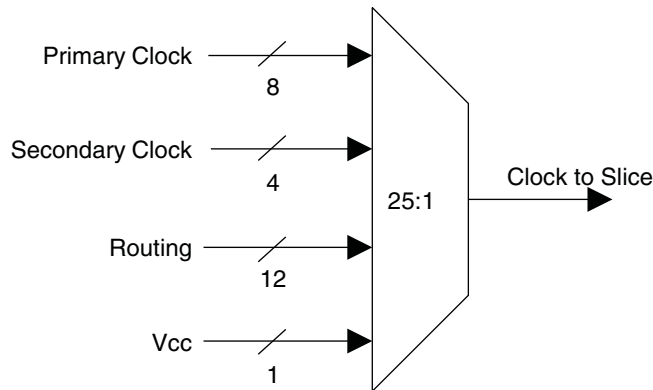 Primary Clock
8
Secondary Clock
4
Routing
12
Vcc
1
25:1
Clock to Slice